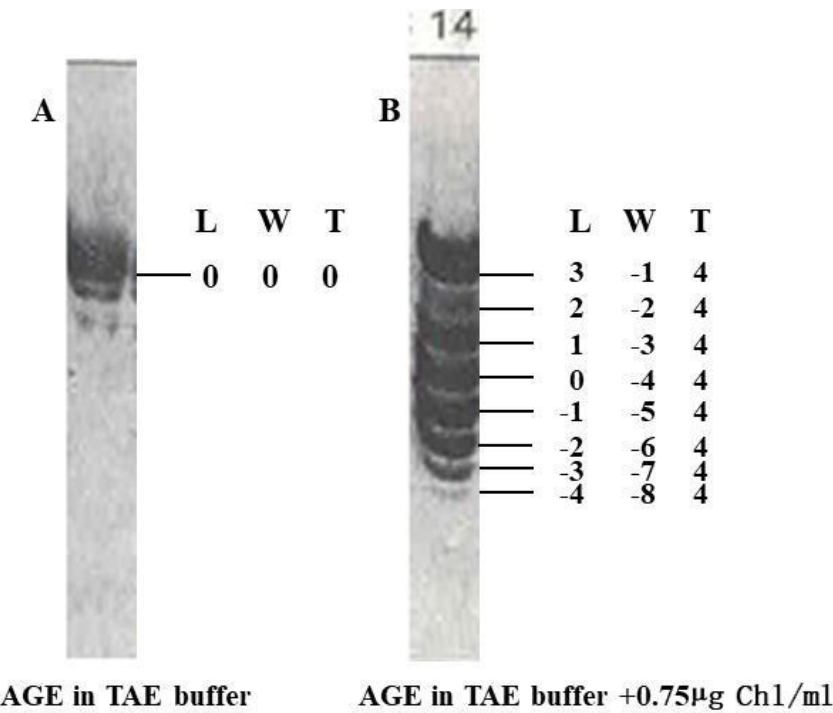 14
A
B
L W T
0 0 0
L W T
3 -1 4
2 -2 4
1 -3 4
0 -4 4
-1 -5 4
-2 -6 4
-3 -7 4
-4 -8 4
AGE in TAE buffer
AGE in TAE buffer +0.75μg Chl/ml